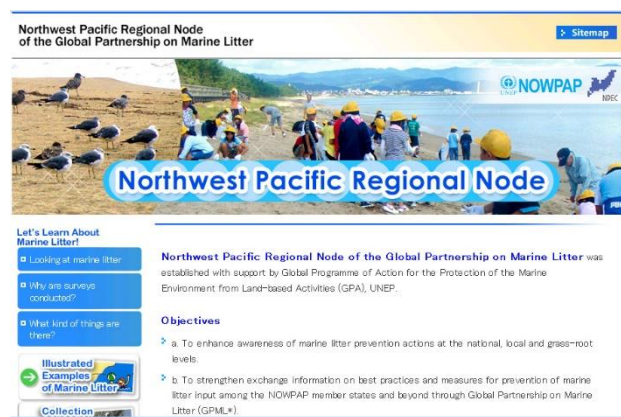 Northwest Pacific Regional Node
of the Global Partnership on Marine Litter
Sitemap
UNEP
NOWPAP
NPEC
Northwest Pacific Regional Node
Let's Learn About
Marine Litter!
Looking at marine litter
Why are surveys
conducted?
What kind of things are
there?
Illustrated
Examples
of Marine Litter
Collection
Northwest Pacific Regional Node of the Global Partnership on Marine Litter was
established with support by Global Programme of Action for the Protection of the Marine
Environment from Land-based Activities (GPA), UNEP.
Objectives
a. To enhance awareness of marine litter prevention actions at the national, local and grass-root
levels.
b. To strengthen exchange information on best practices and measures for prevention of marine
litter input among the NOWPAP member states and beyond through Global Partnership on Marine
Litter (GPML*).